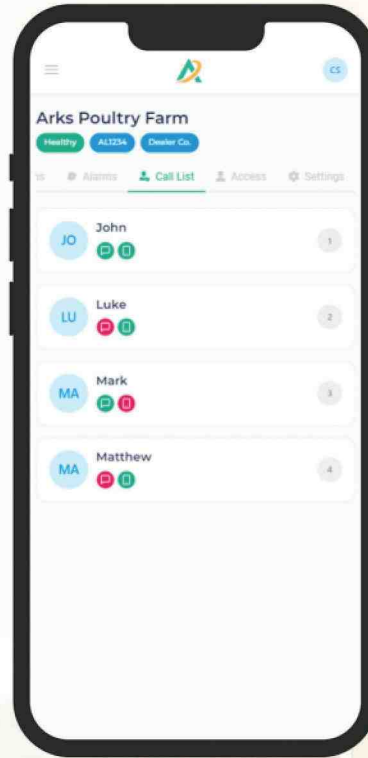 CS
Arks Poultry Farm
Healthy AL1234 Dealer Co.
ns Alarms Call List Access Settings
JO John 1
LU Luke 2
MA Mark 3
MA Matthew 4